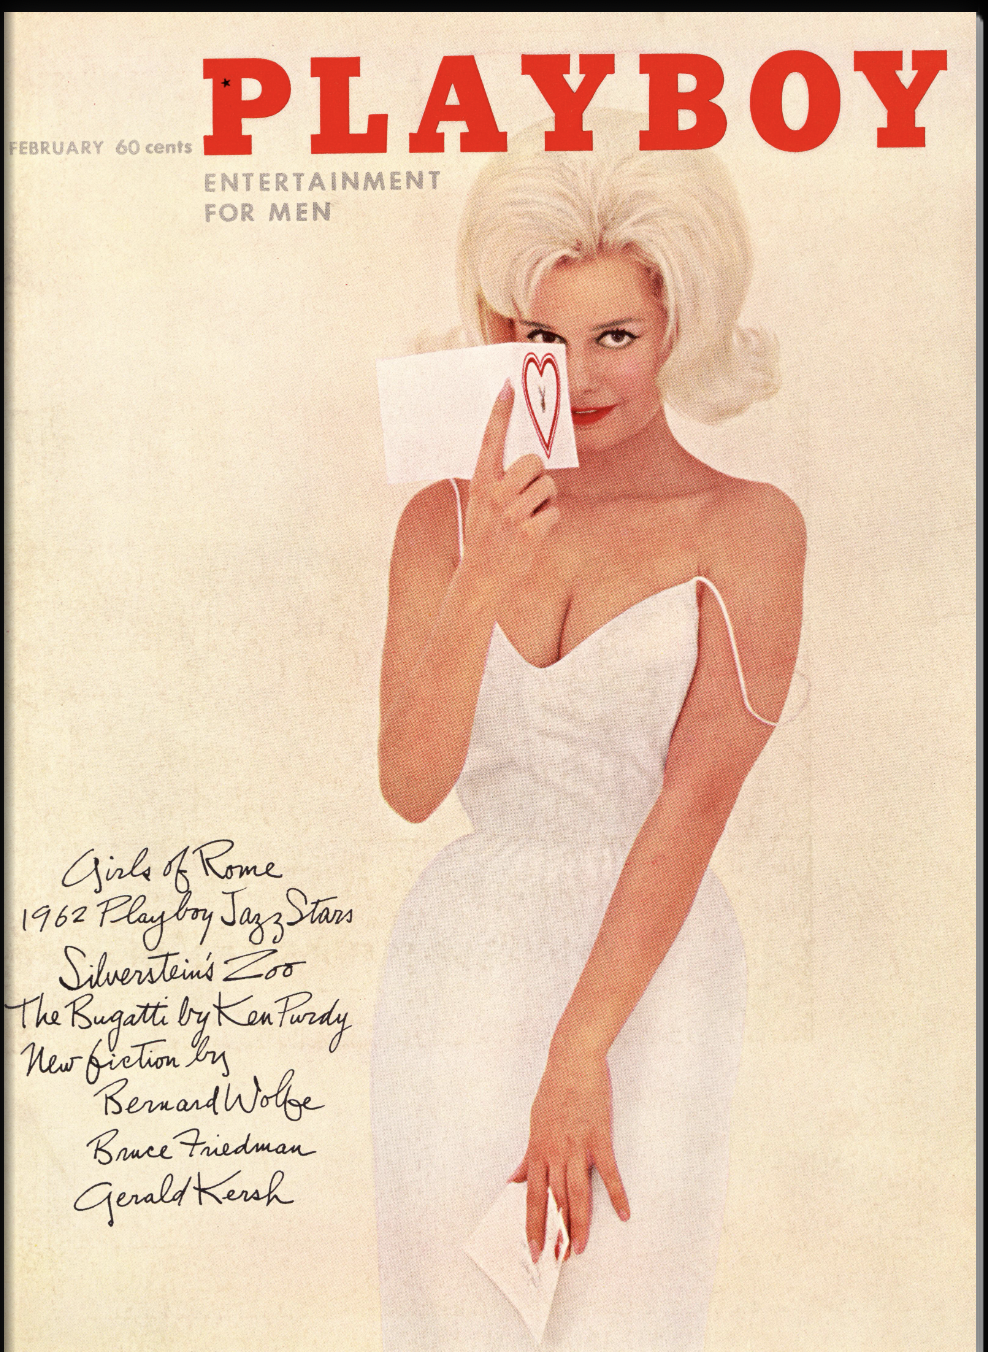 PLAYBOY
FEBRUARY 60 cents
ENTERTAINMENT
FOR MEN
Girls of Rome
1962 Playboy Jazz Stars
Silverstein's Zoo
The Bugatti by Ken Purdy
New fiction by
Bernard Wolfe
Bruce Friedman
Gerald Kersh